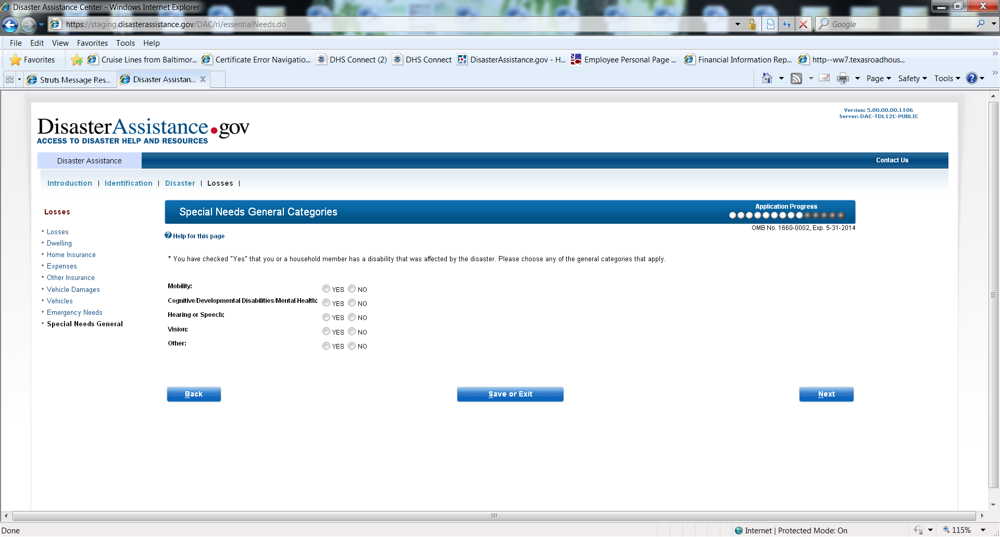 Disaster Assistance Center - Windows Internet Explorer
https://staging.disasterassistance.gov/DAC/ri/essentialNeeds.do
Google
File Edit View Favorites Tools Help
Favorites Cruise Lines from Baltimor... Certificate Error Navigatio... DHS Connect (2) DHS Connect DisasterAssistance.gov - H... Employee Personal Page ... Financial Information Rep... http--ww7.texasroadhous...
Struts Message Res... Disaster Assistan... Page Safety Tools
Version: 5.00.00.00.1106
Server: DAC-TDL12C-PUBLIC
DisasterAssistance.gov
ACCESS TO DISASTER HELP AND RESOURCES
Disaster Assistance Contact Us
Introduction | Identification | Disaster | Losses |
Losses
• Losses
• Dwelling
• Home Insurance
• Expenses
• Other Insurance
• Vehicle Damages
• Vehicles
• Emergency Needs
• Special Needs General
Special Needs General Categories
Application Progress
OMB No. 1660-0002, Exp. 5-31-2014
Help for this page
* You have checked "Yes" that you or a household member has a disability that was affected by the disaster. Please choose any of the general categories that apply.
Mobility: YES NO
Cognitive/Developmental Disabilities/Mental Health: YES NO
Hearing or Speech: YES NO
Vision: YES NO
Other: YES NO
Back Save or Exit Next
Done Internet | Protected Mode: On 115%